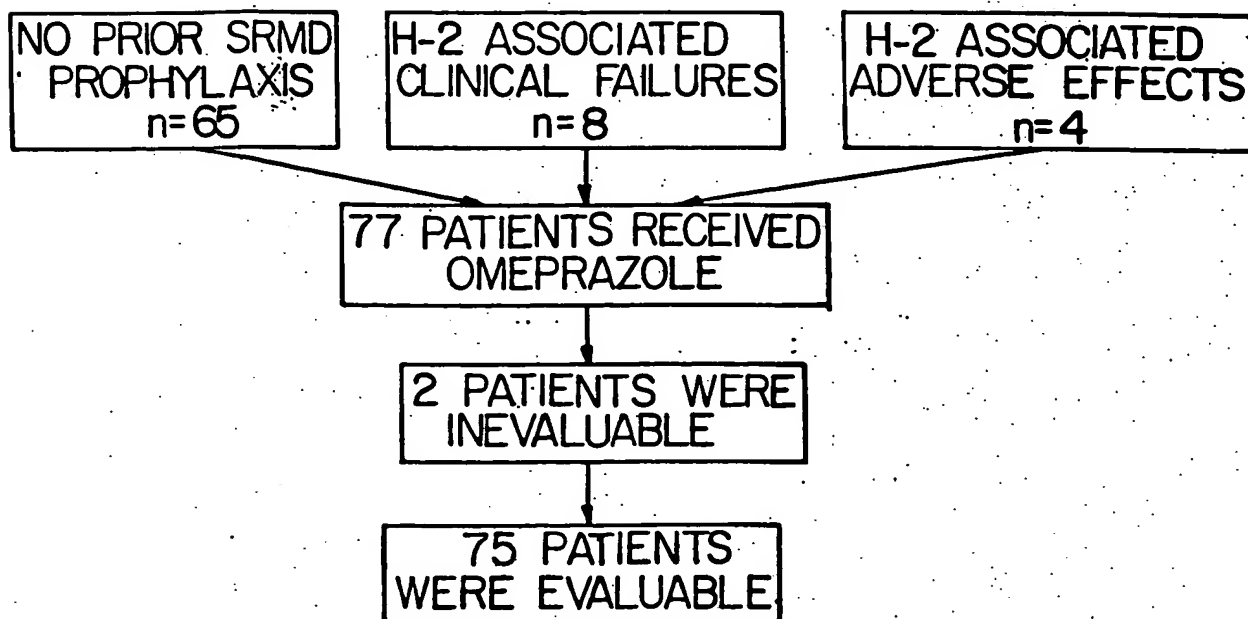 NO PRIOR SRMD
PROPHYLAXIS
n=65
H-2 ASSOCIATED
CLINICAL FAILURES
n=8
H-2 ASSOCIATED
ADVERSE EFFECTS
n=4
77 PATIENTS RECEIVED
OMEPRAZOLE
2 PATIENTS WERE
INEVALUABLE
75 PATIENTS
WERE EVALUABLE